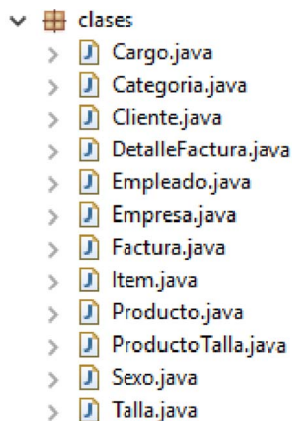 clases
Cargo.java
Categoria.java
Cliente.java
DetalleFactura.java
Empleado.java
Empresa.java
Factura.java
Item.java
Producto.java
ProductoTalla.java
Sexo.java
Talla.java